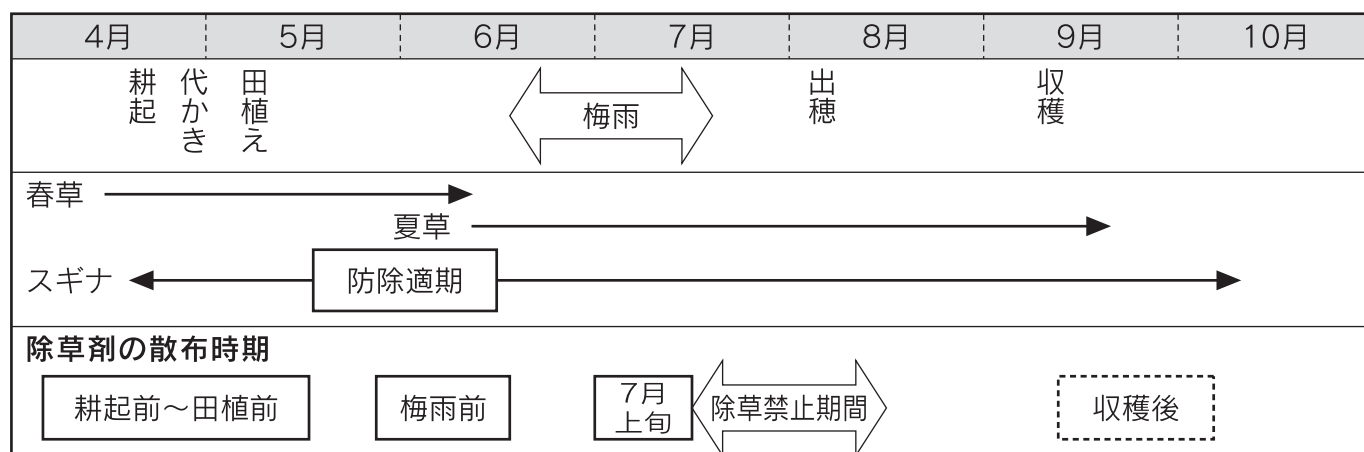 4月 5月 6月 7月 8月 9月 10月
耕起 代かき 田植え 梅雨 出穂 収穫
春草
夏草
スギナ 防除適期
除草剤の散布時期
耕起前～田植前 梅雨前 7月上旬 除草禁止期間 収穫後